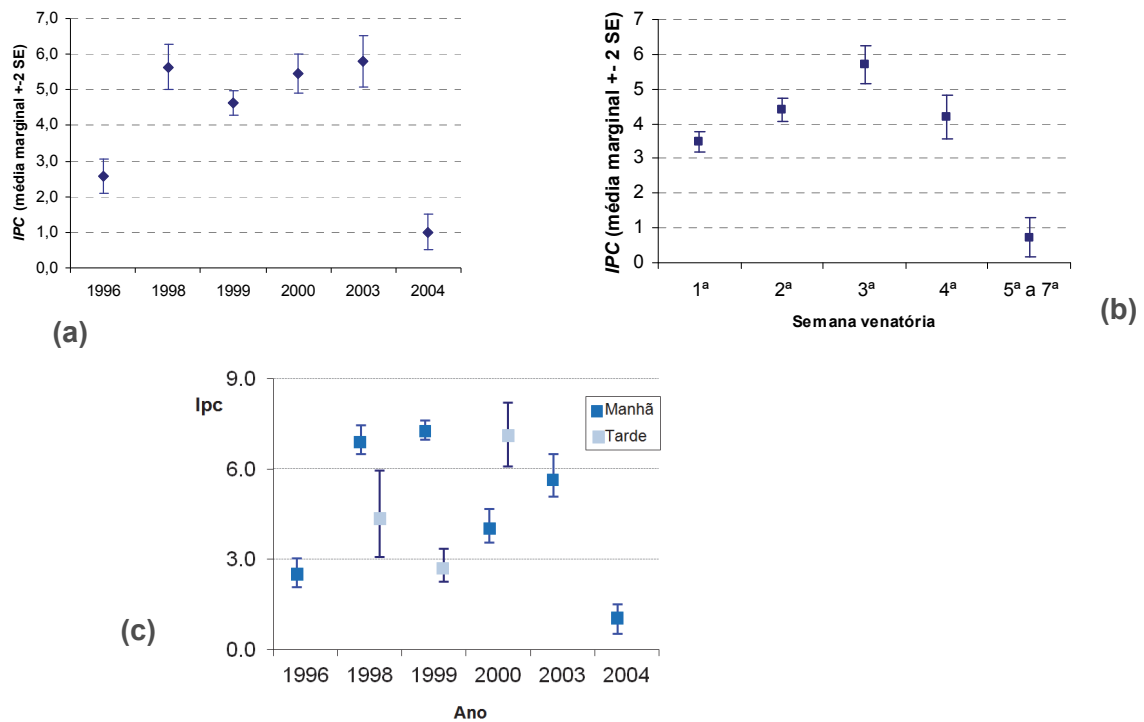 IPC (média marginal +-2 SE)
7,0
6,0
5,0
4,0
3,0
2,0
1,0
0,0
1996 1998 1999 2000 2003 2004
(a)
IPC (média marginal +- 2 SE)
7
6
5
4
3
2
1
0
1ª 2ª 3ª 4ª 5ª a 7ª
Semana venatória
(b)
Ipc
9.0
6.0
3.0
0.0
Manhã
Tarde
(c)
1996 1998 1999 2000 2003 2004
Ano